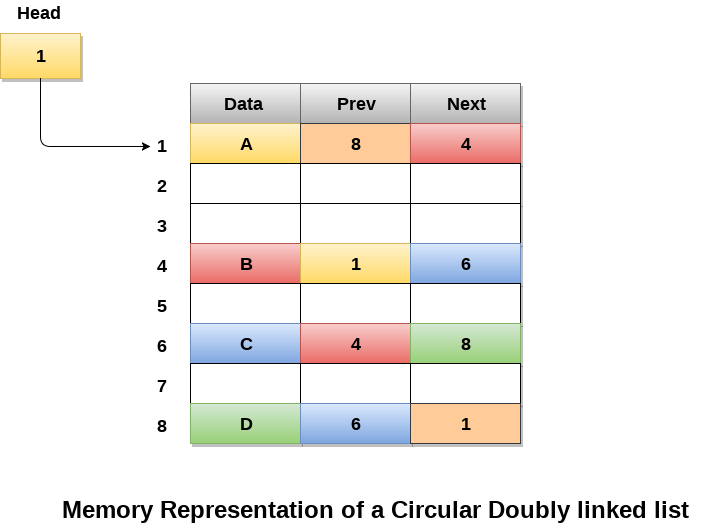 Head
1
Data Prev Next
1 A 8 4
2
3
4 B 1 6
5
6 C 4 8
7
8 D 6 1
Memory Representation of a Circular Doubly linked list